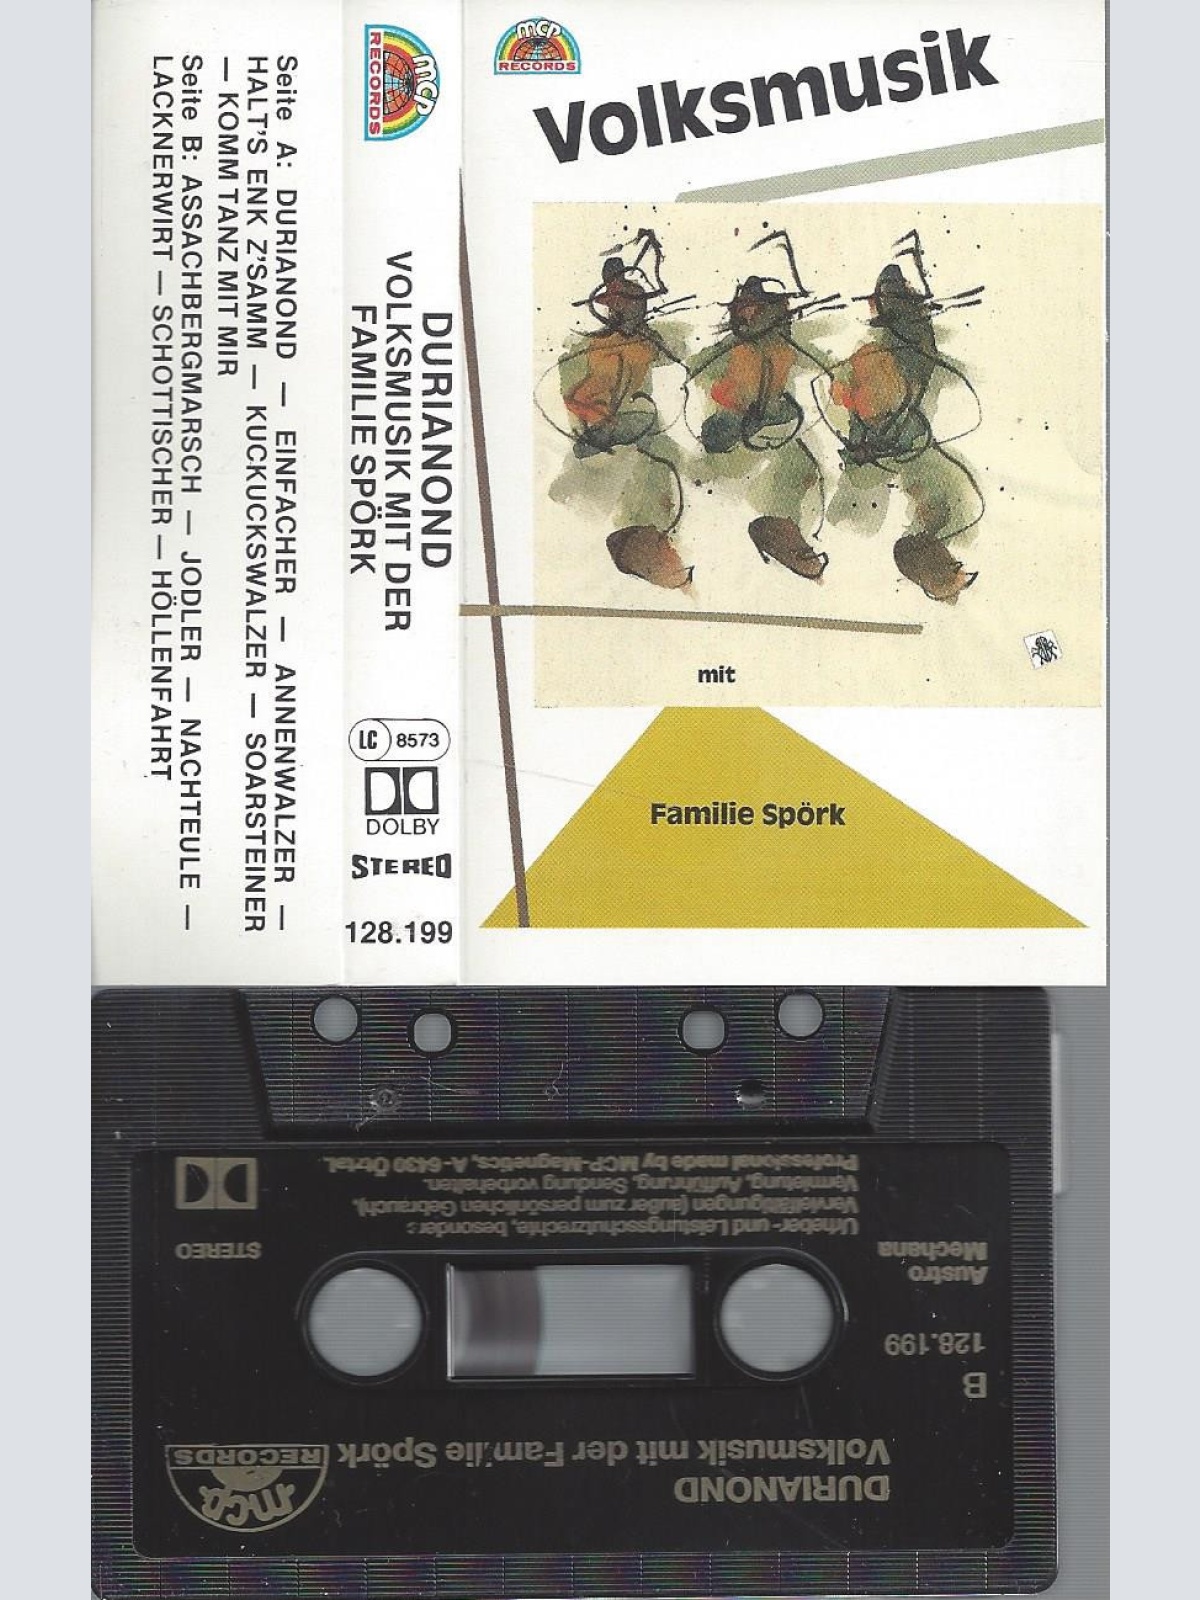 Seite A: DURIANOND — EINFACHER — ANNENWALZER —
HALT'S ENK Z'SAMM — KUCKUCKSWALZER — SOARSTEINER
— KOMM TANZ MIT MIR
Seite B: ASSACHBERGMARSCH — JODLER — NACHTEULE —
LACKNERWIRT — SCHOTTISCHER — HÖLLENFAHRT
MCP
RECORDS
DURIANOND
VOLKSMUSIK MIT DER
FAMILIE SPÖRK
LC 8573
DOLBY
STEREO
128.199
MCP
RECORDS
Volksmusik
mit
Familie Spörk
DURIANOND
Volksmusik mit der Familie Spörk
MCP
RECORDS
B
128.199
Austro
Mechana
STEREO
Urheber- und Leistungsschutzrechte, besonders:
Vervielfältigungen (außer zum persönlichen Gebrauch),
Vermietung, Aufführung, Sendung vorbehalten.
Professional made by MCP-Magnetics, A-6430 Ötztal.